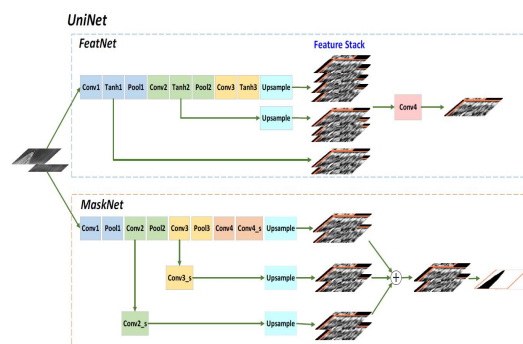 UniNet
FeatNet
Feature Stack
Conv1 Tanh1 Pool1 Conv2 Tanh2 Pool2 Conv3 Tanh3 Upsample
Conv4
Upsample
MaskNet
Conv1 Pool1 Conv2 Pool2 Conv3 Pool3 Conv4 Conv4_s Upsample
Conv3_s Upsample
Conv2_s Upsample